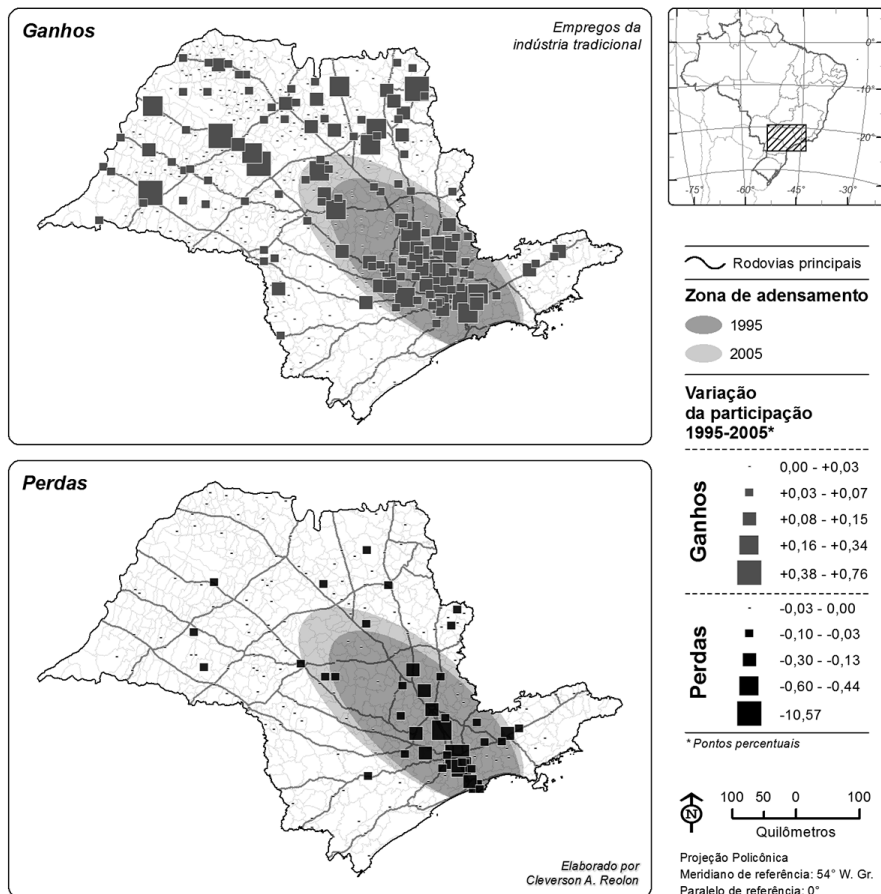 Ganhos
Empregos da
indústria tradicional
Perdas
Elaborado por
Cleverson A. Reolon
0°
-10°
-20°
-30°
-75°
-60°
-45°
-30°
Rodovias principais
Zona de adensamento
1995
2005
Variação
da participação
1995-2005*
Ganhos
0,00 - +0,03
+0,03 - +0,07
+0,08 - +0,15
+0,16 - +0,34
+0,38 - +0,76
Perdas
-0,03 - 0,00
-0,10 - -0,03
-0,30 - -0,13
-0,60 - -0,44
-10,57
* Pontos percentuais
N
100 50 0 100
Quilômetros
Projeção Policônica
Meridiano de referência: 54° W. Gr.
Paralelo de referência: 0°